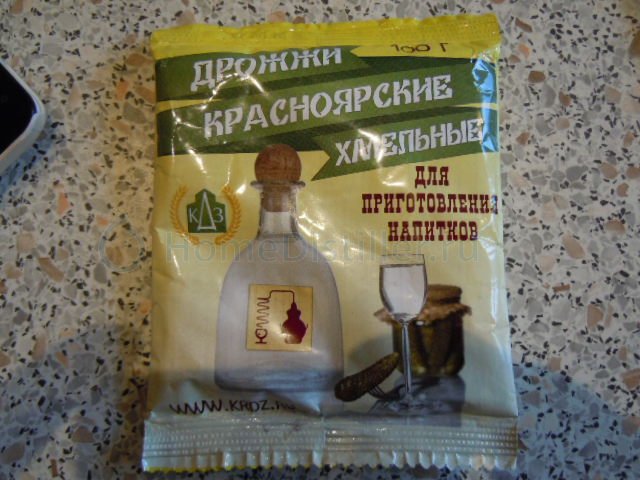 100 Г
ДРОЖЖИ
КРАСНОЯРСКИЕ
ХМЕЛЬНЫЕ
ДЛЯ
ПРИГОТОВЛЕНИЯ
НАПИТКОВ
КДЗ
© HomeDistiller.ru
WWW.KRDZ.RU